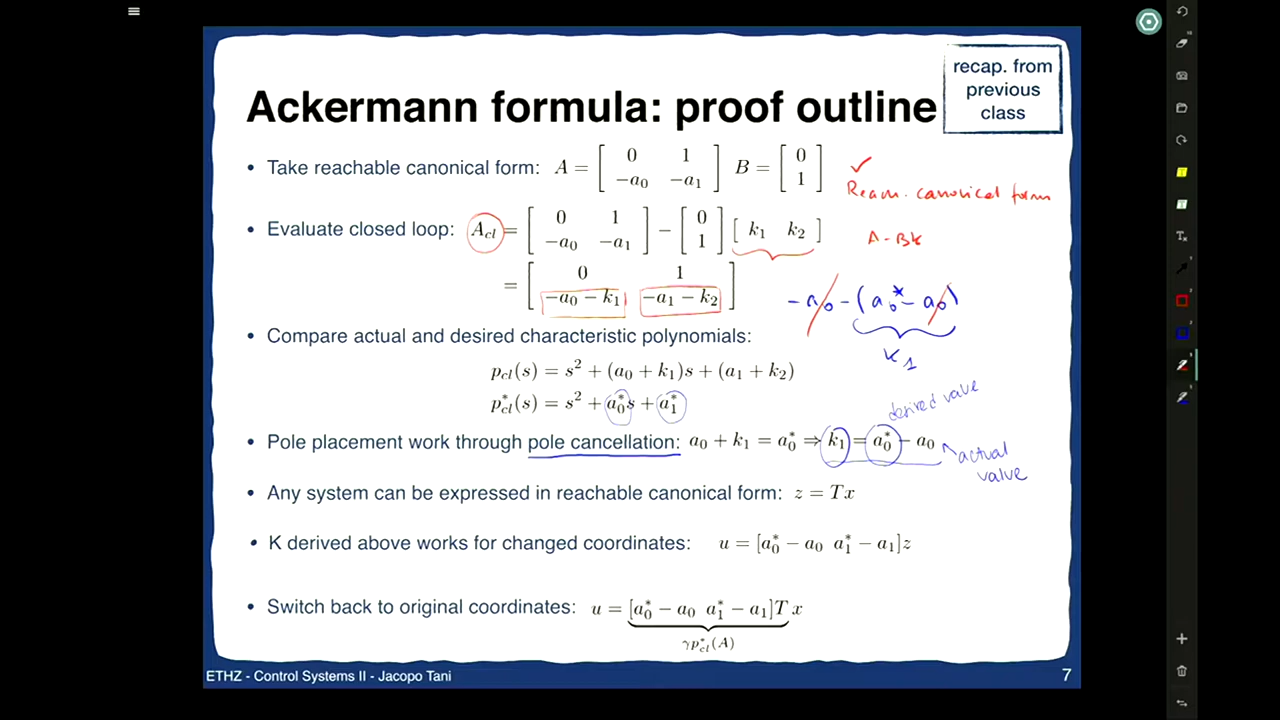 recap. from
previous
class
Ackermann formula: proof outline
• Take reachable canonical form: A = [ 0 1 −a₀ −a₁ ] B = [ 0 1 ]
✓
Reach. canonical form
• Evaluate closed loop: A_cl = [ 0 1 −a₀ −a₁ ] − [ 0 1 ] [ k₁ k₂ ]
A-BK
= [ 0 1 −a₀ − k₁ −a₁ − k₂ ]
-a₀ - (a₀* - a₀)
k₁
• Compare actual and desired characteristic polynomials:
p_cl(s) = s² + (a₀ + k₁)s + (a₁ + k₂)
p*_cl(s) = s² + a₀*s + a₁*
desired value
• Pole placement work through pole cancellation: a₀ + k₁ = a₀* ⇒ k₁ = a₀* − a₀
actual
value
• Any system can be expressed in reachable canonical form: z = Tx
• K derived above works for changed coordinates: u = [a₀* − a₀ a₁* − a₁]z
• Switch back to original coordinates: u = [a₀* − a₀ a₁* − a₁]T x
γp*_cl(A)
ETHZ - Control Systems II - Jacopo Tani 7